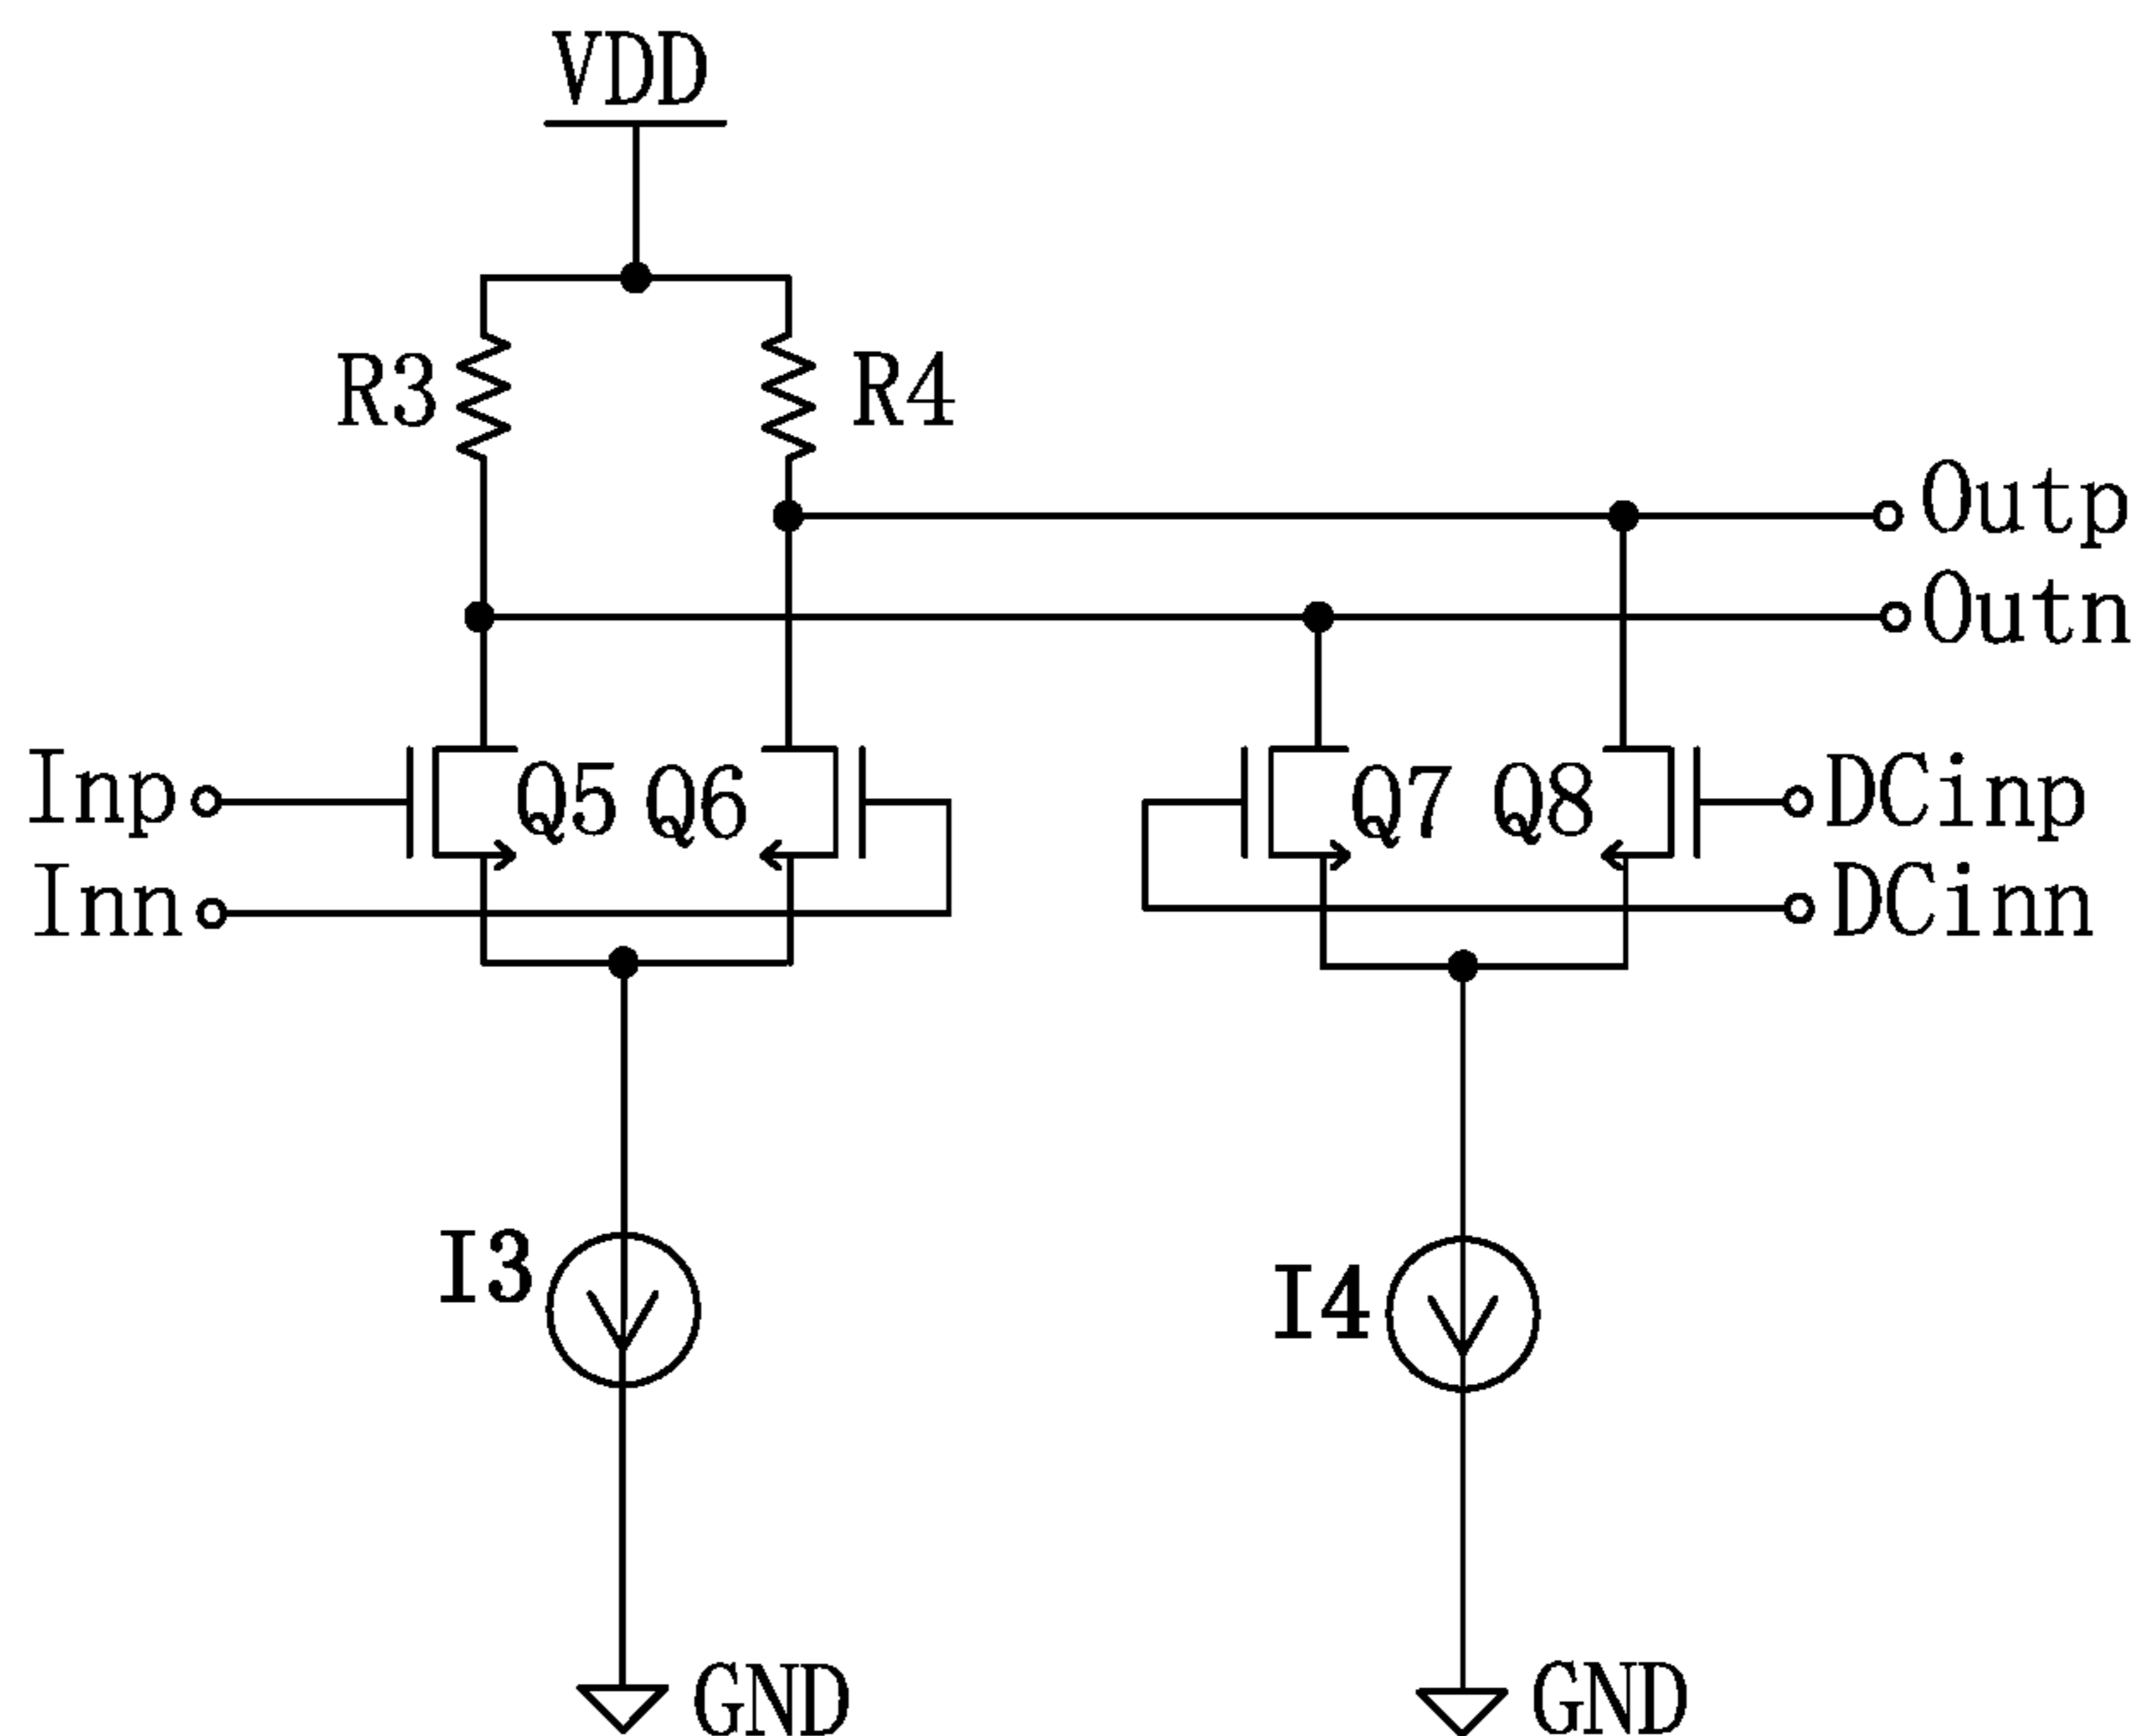 VDD
R3
R4
Outp
Outn
Inp
Q5
Q6
Q7
Q8
DCinp
Inn
DCinn
I3
I4
GND
GND